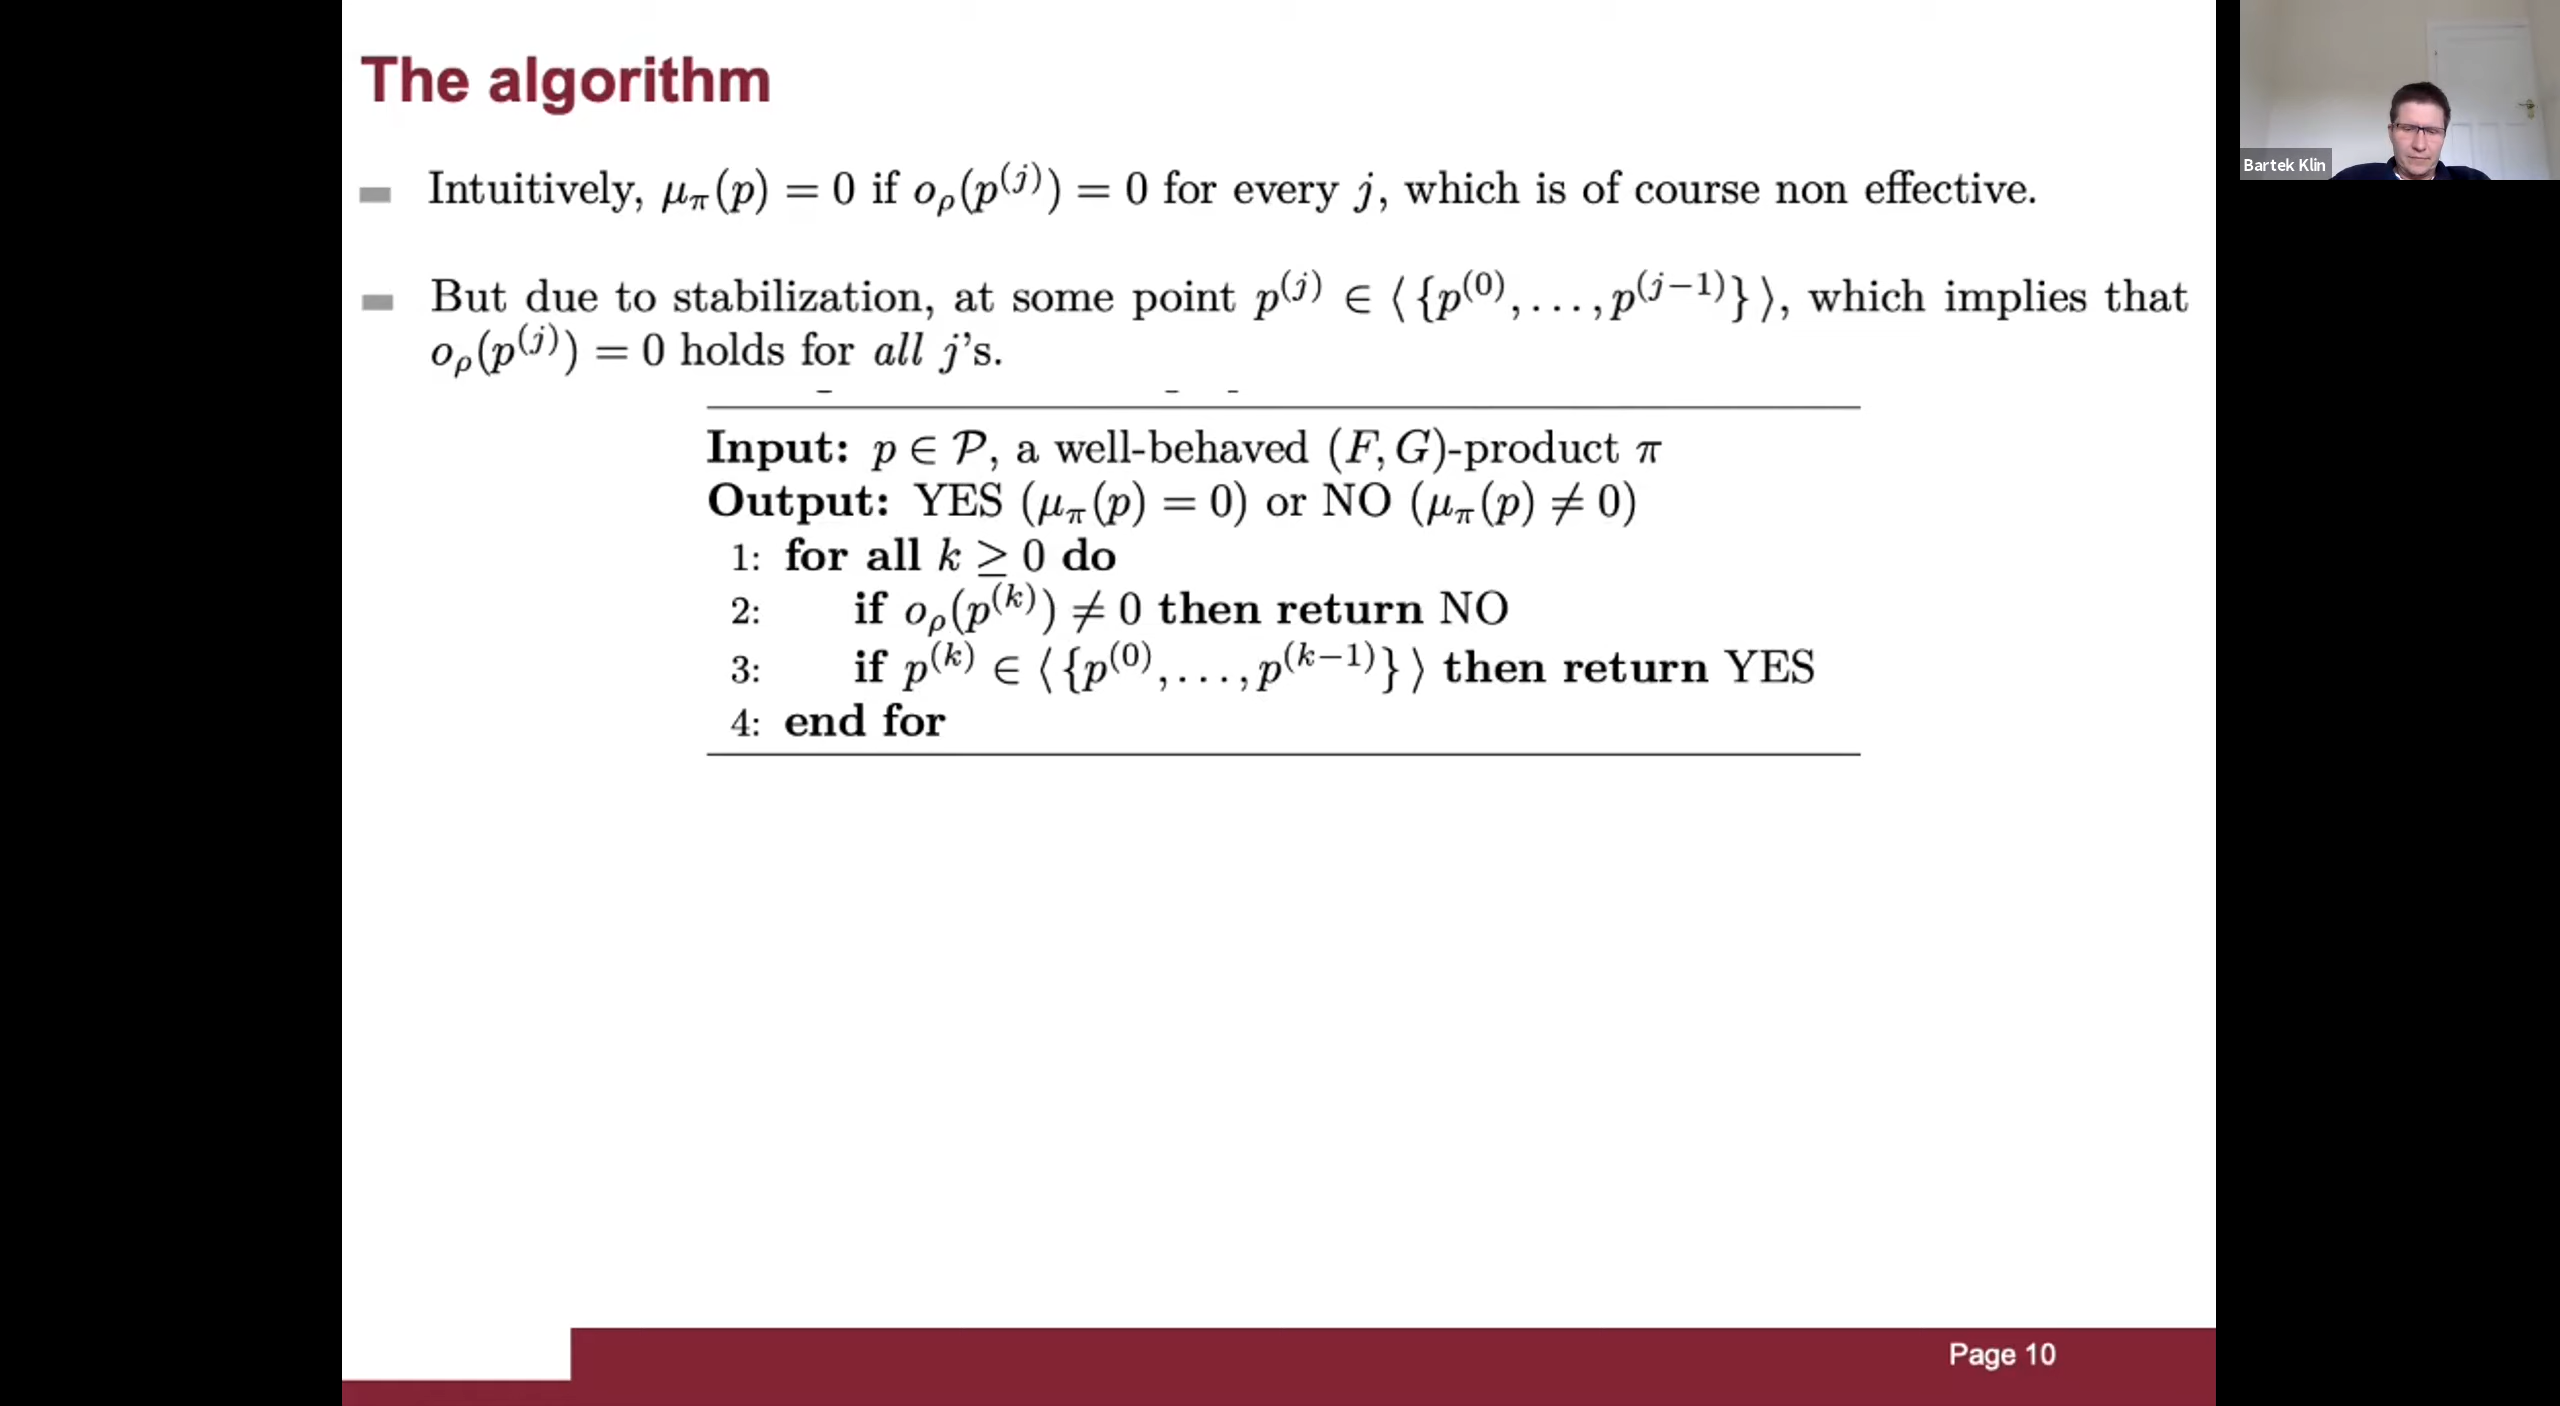 The algorithm
Intuitively, μ_π(p) = 0 if o_ρ(p^(j)) = 0 for every j, which is of course non effective.
But due to stabilization, at some point p^(j) ∈ ⟨{p^(0), . . . , p^(j−1)}⟩, which implies that
o_ρ(p^(j)) = 0 holds for all j's.
Input: p ∈ 𝒫, a well-behaved (F, G)-product π
Output: YES (μ_π(p) = 0) or NO (μ_π(p) ≠ 0)
1: for all k ≥ 0 do
2: if o_ρ(p^(k)) ≠ 0 then return NO
3: if p^(k) ∈ ⟨{p^(0), . . . , p^(k−1)}⟩ then return YES
4: end for
Page 10
Bartek Klin